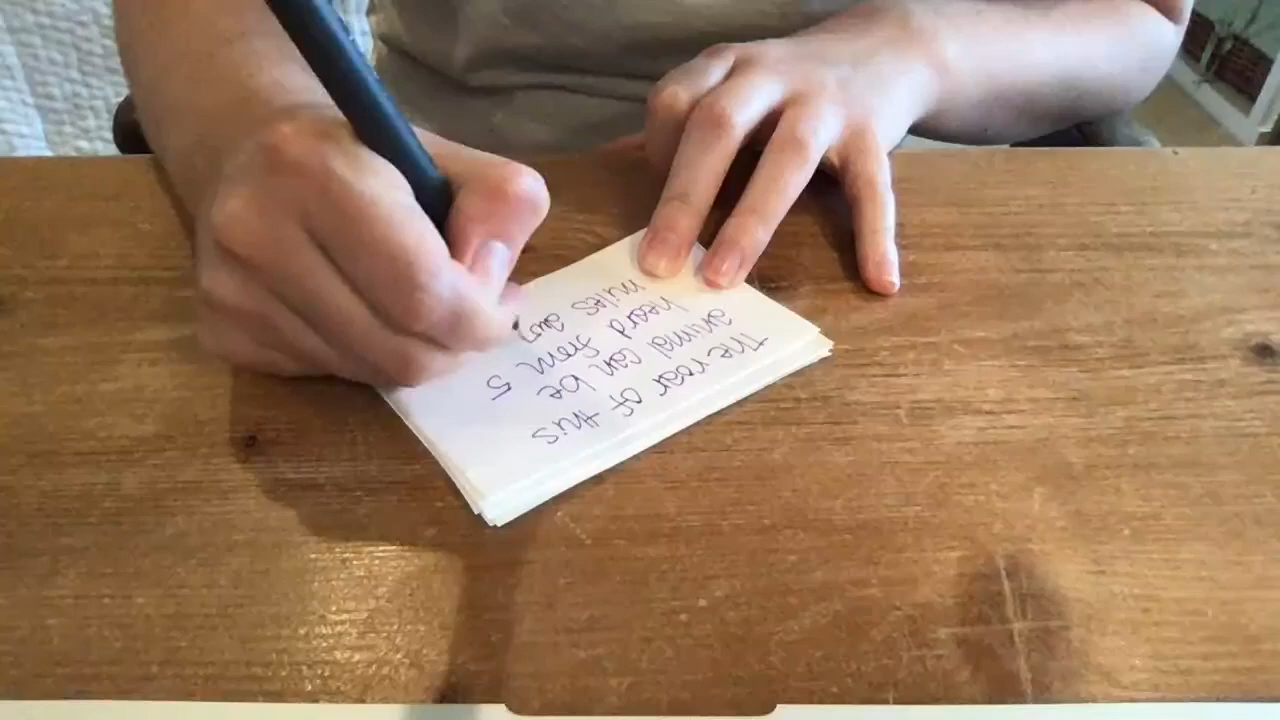 The roar of this
animal can be
heard from 5
miles away